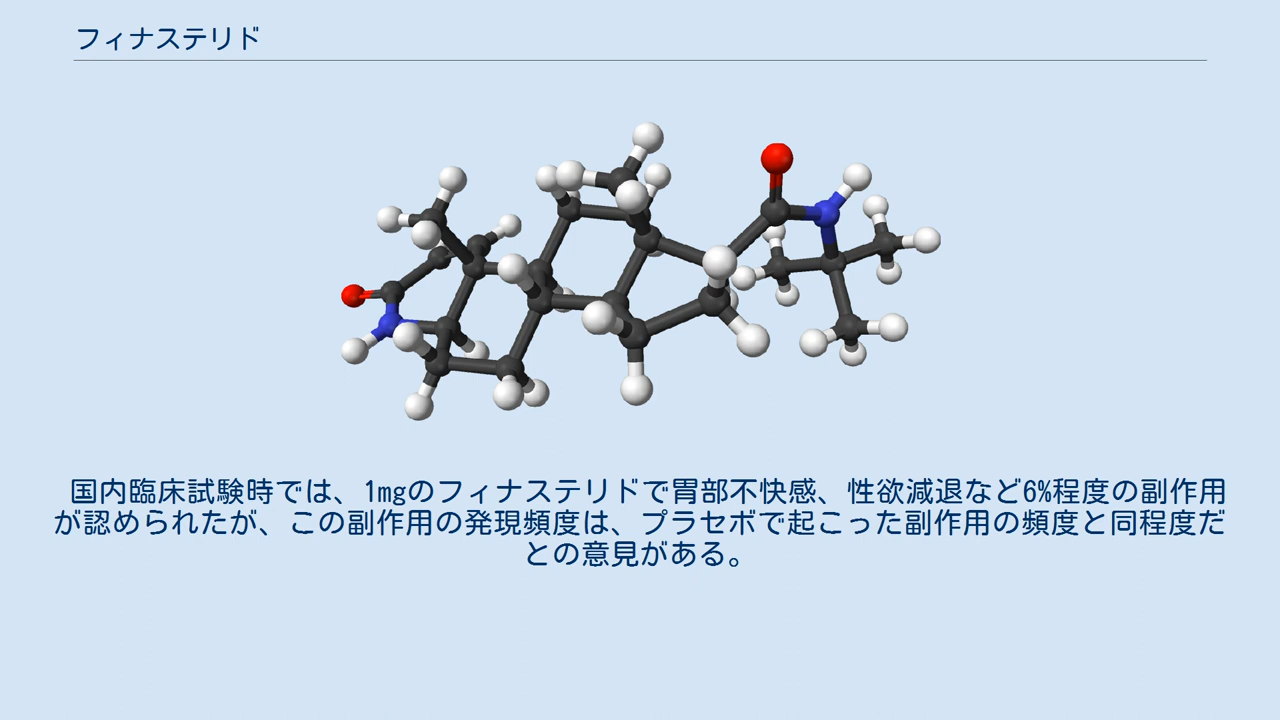 フィナステリド
国内臨床試験時では、1mgのフィナステリドで胃部不快感、性欲減退など6%程度の副作用
が認められたが、この副作用の発現頻度は、プラセボで起こった副作用の頻度と同程度だ
との意見がある。